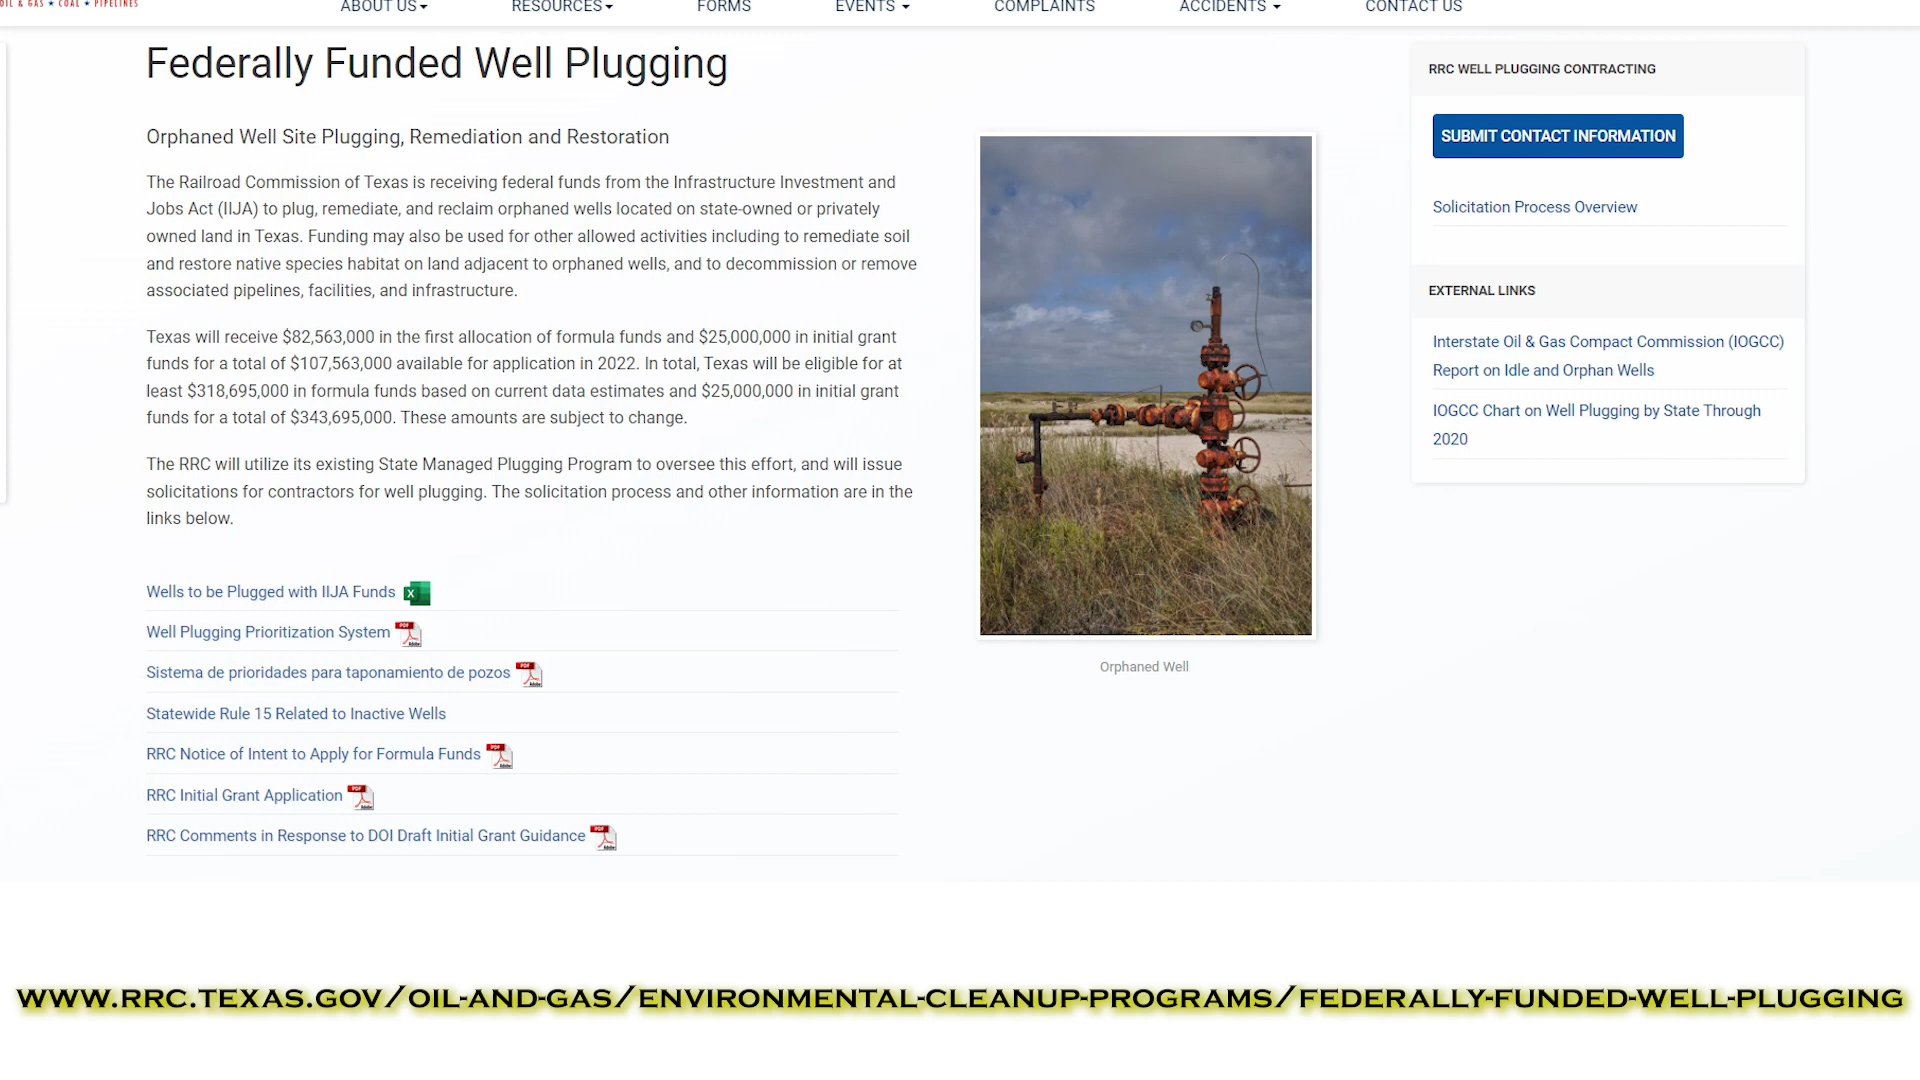 OIL & GAS ★ COAL ★ PIPELINES
ABOUT US RESOURCES FORMS EVENTS COMPLAINTS ACCIDENTS CONTACT US
Federally Funded Well Plugging
Orphaned Well Site Plugging, Remediation and Restoration
The Railroad Commission of Texas is receiving federal funds from the Infrastructure Investment and
Jobs Act (IIJA) to plug, remediate, and reclaim orphaned wells located on state-owned or privately
owned land in Texas. Funding may also be used for other allowed activities including to remediate soil
and restore native species habitat on land adjacent to orphaned wells, and to decommission or remove
associated pipelines, facilities, and infrastructure.
Texas will receive $82,563,000 in the first allocation of formula funds and $25,000,000 in initial grant
funds for a total of $107,563,000 available for application in 2022. In total, Texas will be eligible for at
least $318,695,000 in formula funds based on current data estimates and $25,000,000 in initial grant
funds for a total of $343,695,000. These amounts are subject to change.
The RRC will utilize its existing State Managed Plugging Program to oversee this effort, and will issue
solicitations for contractors for well plugging. The solicitation process and other information are in the
links below.
Wells to be Plugged with IIJA Funds
Well Plugging Prioritization System
Sistema de prioridades para taponamiento de pozos
Statewide Rule 15 Related to Inactive Wells
RRC Notice of Intent to Apply for Formula Funds
RRC Initial Grant Application
RRC Comments in Response to DOI Draft Initial Grant Guidance
Orphaned Well
RRC WELL PLUGGING CONTRACTING
SUBMIT CONTACT INFORMATION
Solicitation Process Overview
EXTERNAL LINKS
Interstate Oil & Gas Compact Commission (IOGCC)
Report on Idle and Orphan Wells
IOGCC Chart on Well Plugging by State Through
2020
WWW.RRC.TEXAS.GOV/OIL-AND-GAS/ENVIRONMENTAL-CLEANUP-PROGRAMS/FEDERALLY-FUNDED-WELL-PLUGGING